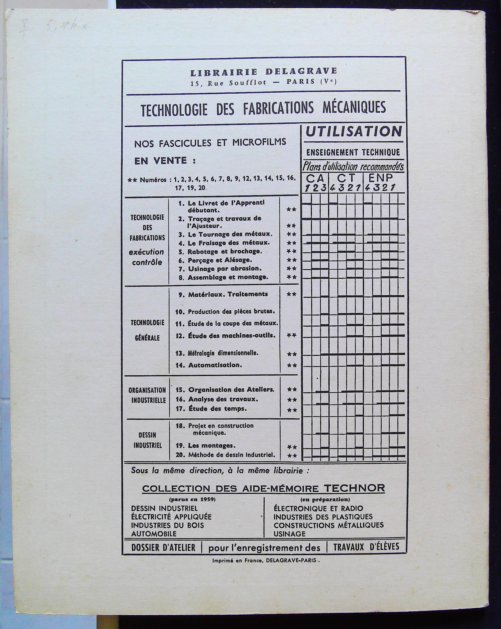 LIBRAIRIE DELAGRAVE
15, Rue Soufflot — PARIS (Ve)
TECHNOLOGIE DES FABRICATIONS MÉCANIQUES
NOS FASCICULES ET MICROFILMS
EN VENTE :
** Numéros : 1, 2, 3, 4, 5, 6, 7, 8, 9, 12, 13, 14, 15, 16,
17, 19, 20
UTILISATION
ENSEIGNEMENT TECHNIQUE
Plans d'utilisation recommandés
CA CT ENP
1 2 3 4 3 2 1 4 3 2 1
TECHNOLOGIE
DES
FABRICATIONS
exécution
contrôle
1. Le Livret de l'Apprenti
débutant. **
2. Traçage et travaux de
l'Ajusteur. **
3. Le Tournage des métaux. **
4. Le Fraisage des métaux. **
5. Rabotage et brochage. **
6. Perçage et Alésage. **
7. Usinage par abrasion. **
8. Assemblage et montage. **
TECHNOLOGIE
GÉNÉRALE
9. Matériaux. Traitements **
10. Production des pièces brutes.
11. Étude de la coupe des métaux.
12. Étude des machines-outils. **
13. Métrologie dimensionnelle. **
14. Automatisation. **
ORGANISATION
INDUSTRIELLE
15. Organisation des Ateliers. **
16. Analyse des travaux. **
17. Étude des temps. **
DESSIN
INDUSTRIEL
18. Projet en construction
mécanique.
19. Les montages. **
20. Méthode de dessin industriel. **
Sous la même direction, à la même librairie :
COLLECTION DES AIDE-MÉMOIRE TECHNOR
(parus en 1959)
DESSIN INDUSTRIEL
ÉLECTRICITÉ APPLIQUÉE
INDUSTRIES DU BOIS
AUTOMOBILE
(en préparation)
ÉLECTRONIQUE ET RADIO
INDUSTRIES DES PLASTIQUES
CONSTRUCTIONS MÉTALLIQUES
USINAGE
DOSSIER D'ATELIER pour l'enregistrement des TRAVAUX D'ÉLÈVES
Imprimé en France, DELAGRAVE-PARIS.